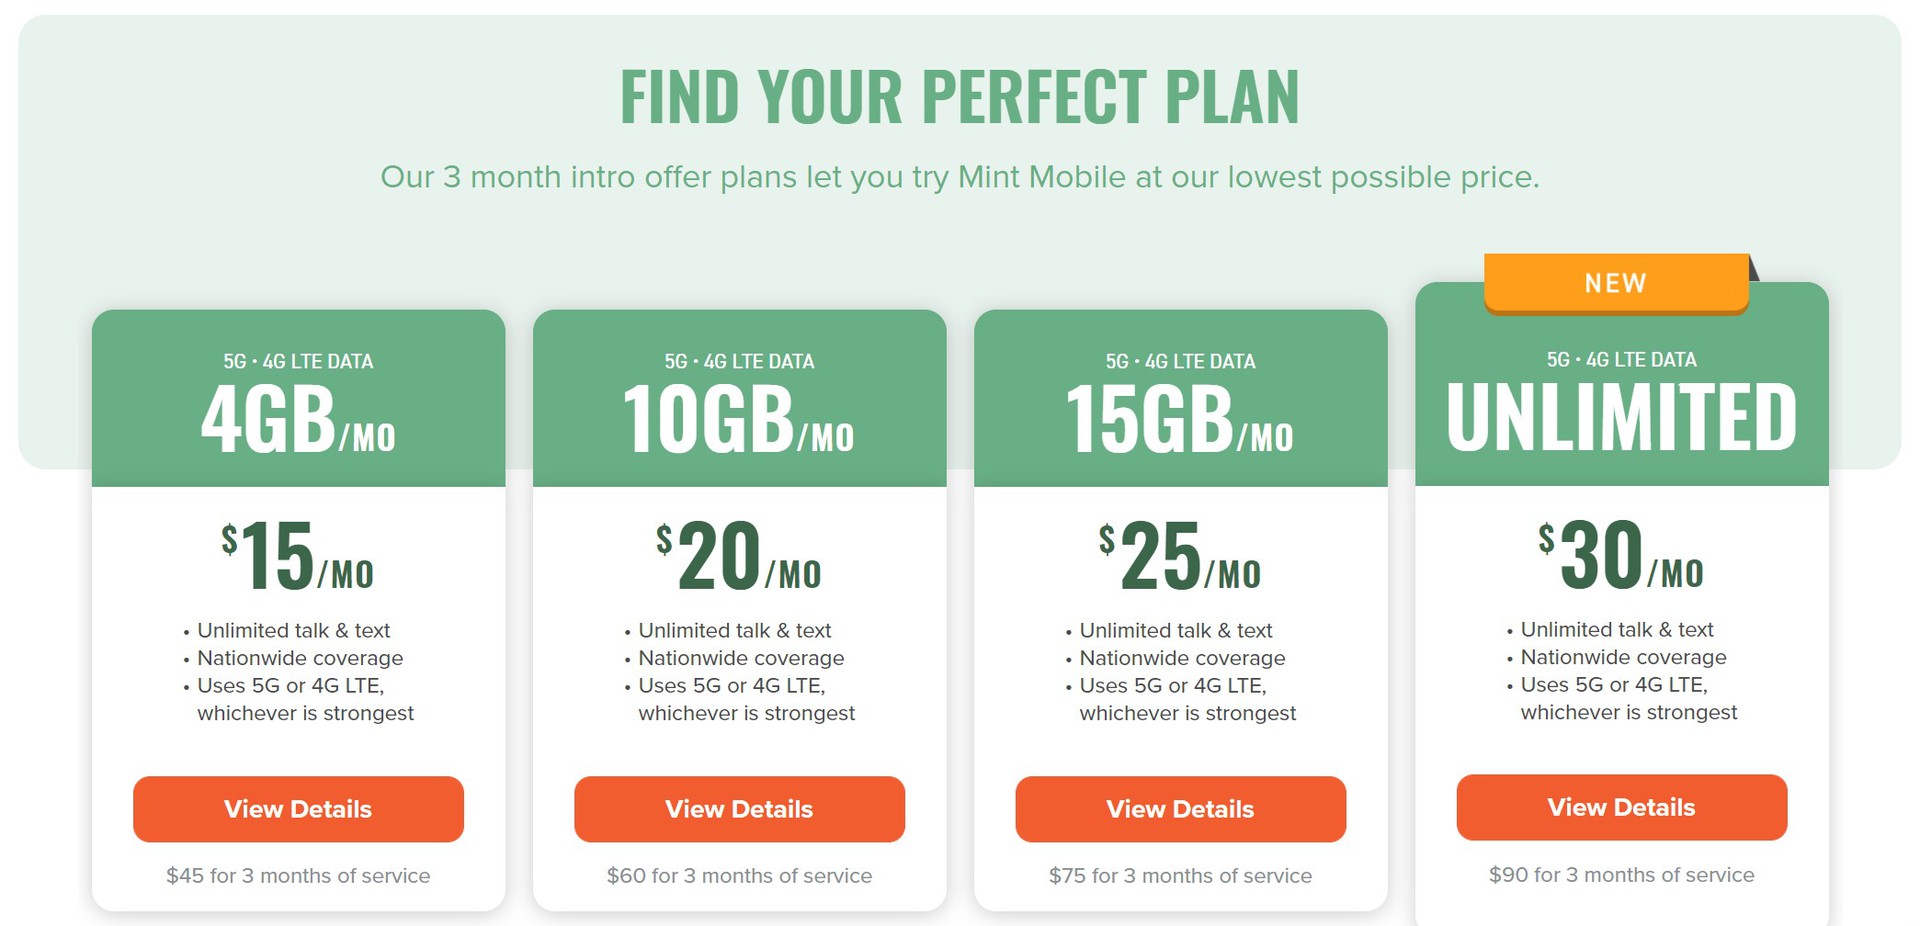 FIND YOUR PERFECT PLAN
Our 3 month intro offer plans let you try Mint Mobile at our lowest possible price.
5G • 4G LTE DATA
4GB/MO
$15/MO
• Unlimited talk & text
• Nationwide coverage
• Uses 5G or 4G LTE,
whichever is strongest
View Details
$45 for 3 months of service
5G • 4G LTE DATA
10GB/MO
$20/MO
• Unlimited talk & text
• Nationwide coverage
• Uses 5G or 4G LTE,
whichever is strongest
View Details
$60 for 3 months of service
5G • 4G LTE DATA
15GB/MO
$25/MO
• Unlimited talk & text
• Nationwide coverage
• Uses 5G or 4G LTE,
whichever is strongest
View Details
$75 for 3 months of service
NEW
5G • 4G LTE DATA
UNLIMITED
$30/MO
• Unlimited talk & text
• Nationwide coverage
• Uses 5G or 4G LTE,
whichever is strongest
View Details
$90 for 3 months of service